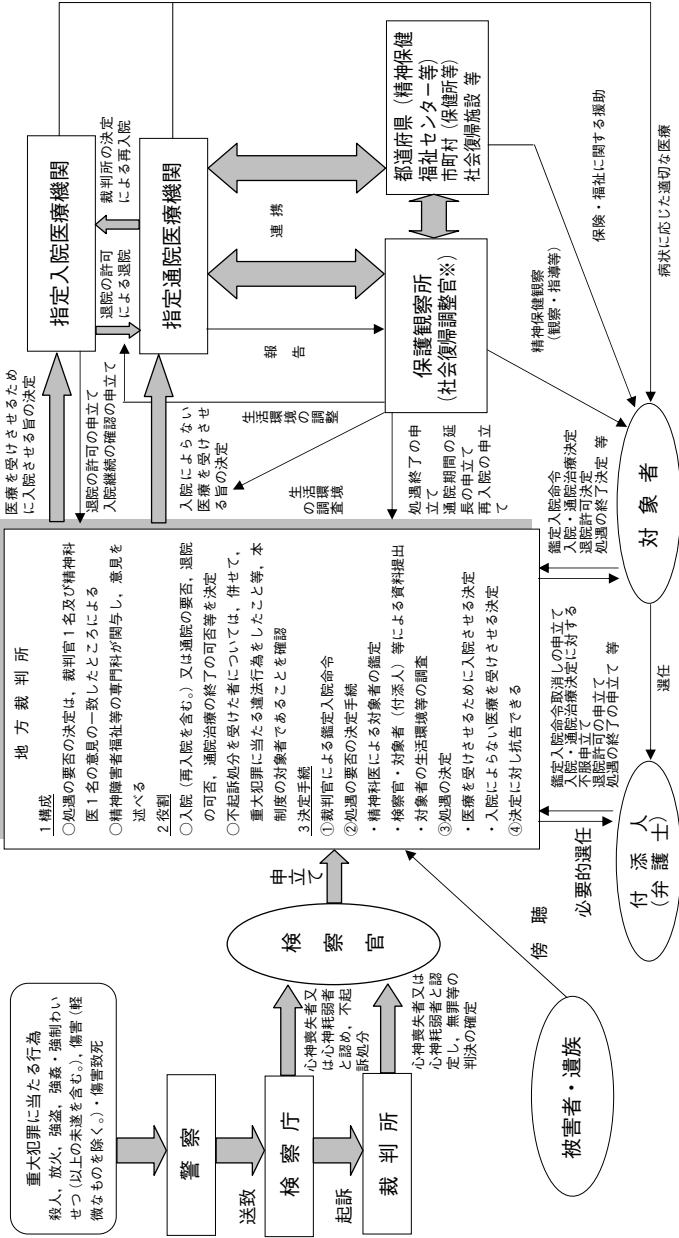 重大犯罪に当たる行為
殺人，放火，強盗，強姦・強制わい
せつ（以上の未遂を含む。），傷害（軽
微なものを除く。）・傷害致死
警察
送致
検察庁
起訴
裁判所
心神喪失者又
は心神耗弱者
と認め，不起
訴処分
心神喪失者又は
心神耗弱者と認
定し，無罪等の
判決の確定
検察官
申立て
被害者・遺族
傍聴
地方裁判所
1構成
○処遇の要否の決定は，裁判官１名及び精神科
医１名の意見の一致したところによる
○精神障害者福祉等の専門科が関与し，意見を
述べる
2役割
○入院（再入院を含む。）又は通院の要否，退院
の可否，通院治療の終了の可否等を決定
○不起訴処分を受けた者については，併せて，
重大犯罪に当たる違法行為をしたこと等，本
制度の対象者であることを確認
3決定手続
①裁判官による鑑定入院命令
②処遇の要否の決定手続
・精神科医による対象者の鑑定
・検察官・対象者（付添人）等による資料提出
・対象者の生活環境等の調査
③処遇の決定
・医療を受けさせるために入院させる決定
・入院によらない医療を受けさせる決定
④決定に対し抗告できる
医療を受けさせるため
に入院させる旨の決定
退院の許可の申立て
入院継続の確認の申立て
入院によらない
医療を受けさせ
る旨の決定
生活環境
の調査
生活環境
の調整
処遇終了の申
立て
通院期間の延
長の申立て
再入院の申立
て
指定入院医療機関
退院の許可
による退院
裁判所の決定
による再入院
指定通院医療機関
報告
連携
保護観察所
（社会復帰調整官※）
都道府県（精神保健
福祉センター等）
市町村（保健所等）
社会復帰施設 等
精神保健観察
（観察・指導等）
保険・福祉に関する援助
病状に応じた適切な医療
鑑定入院命令
入院・通院治療決定
退院許可決定
処遇の終了決定 等
対象者
選任
鑑定入院命令取消しの申立て
入院・通院治療決定に対する
不服申立て
退院許可の申立て
処遇の終了の申立て 等
必要的選任
付添人
（弁護士）